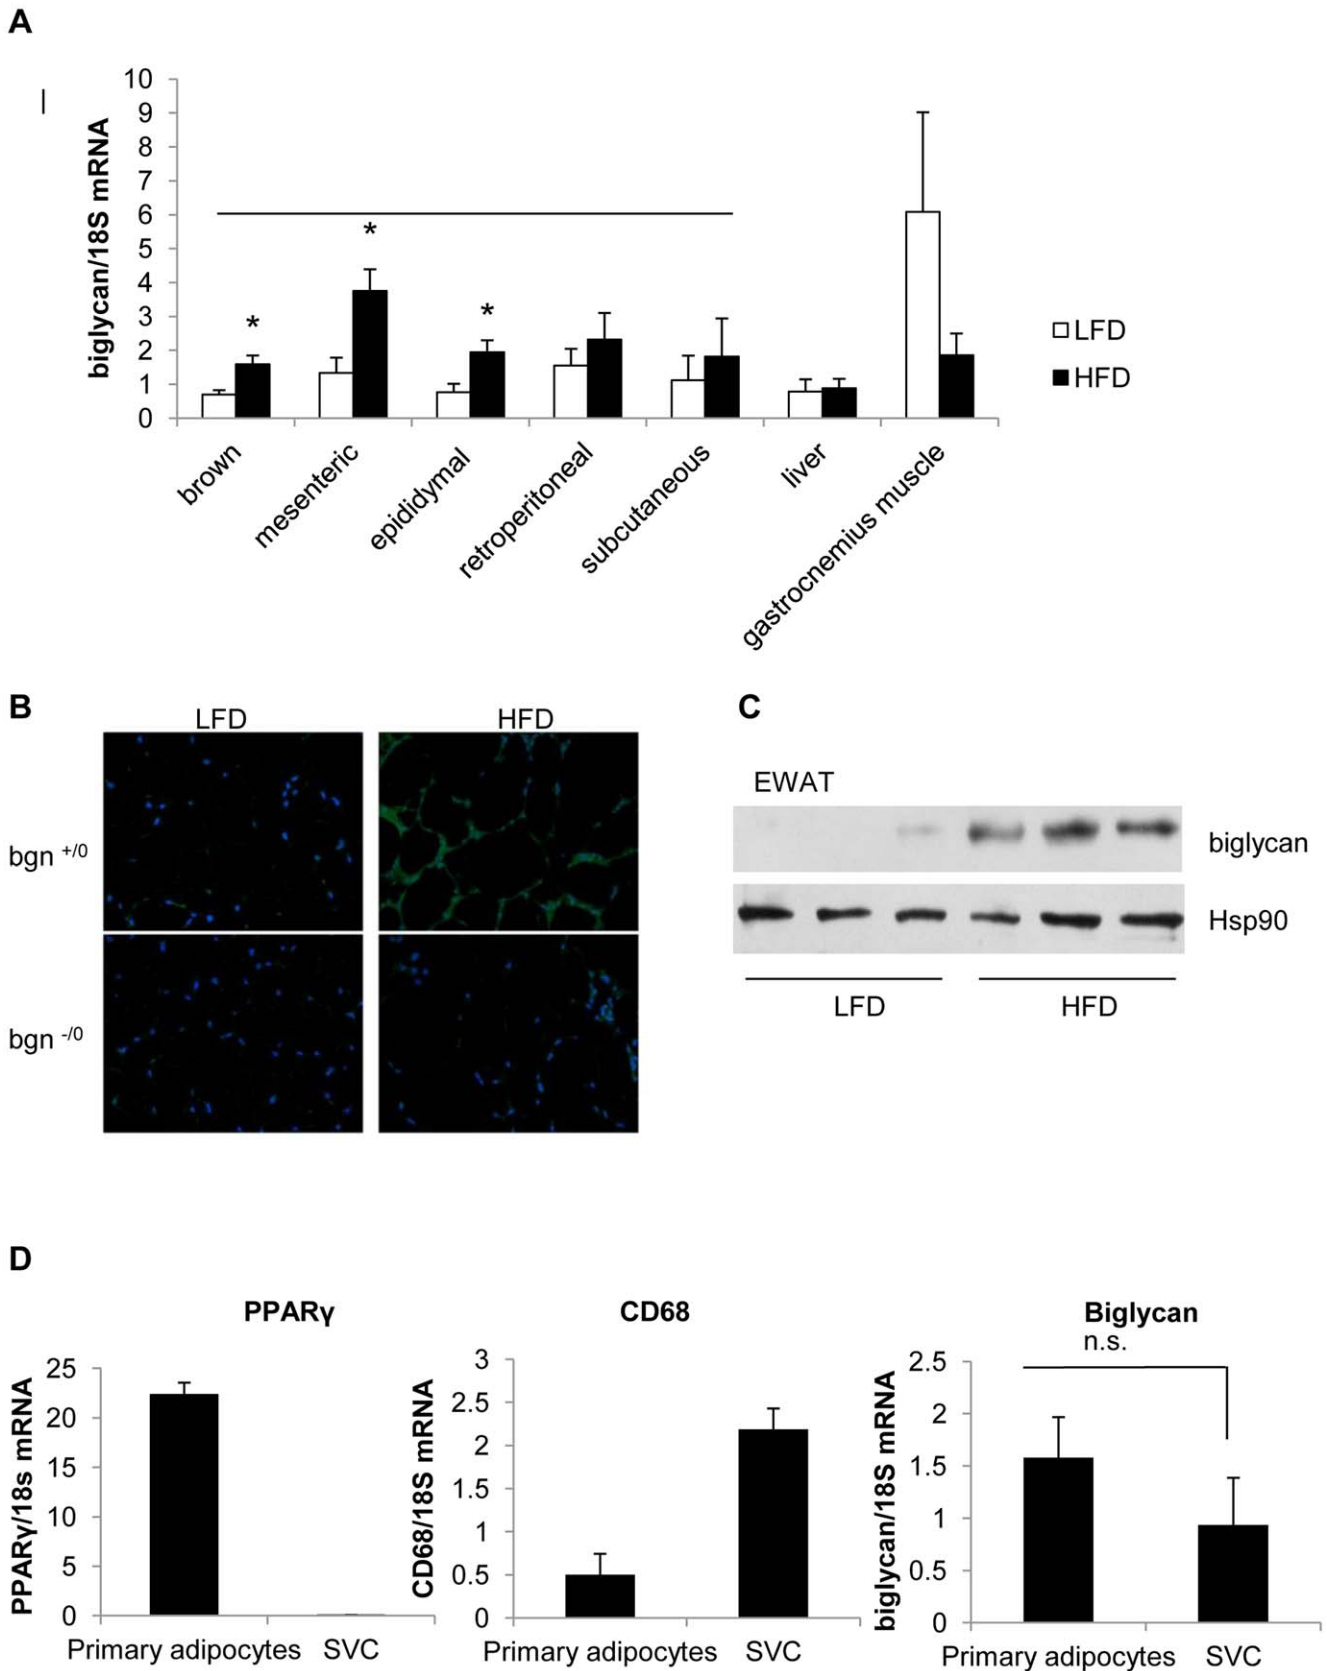 A
biglycan/18S mRNA
10
9
8
7
6
5
4
3
2
1
0
*
*
*
LFD
HFD
brown
mesenteric
epididymal
retroperitoneal
subcutaneous
liver
gastrocnemius muscle
B
LFD HFD
bgn +/0
bgn -/0
C
EWAT
biglycan
Hsp90
LFD HFD
D
PPARγ
PPARγ/18s mRNA
25
20
15
10
5
0
Primary adipocytes SVC
CD68
CD68/18S mRNA
3
2.5
2
1.5
1
0.5
0
Primary adipocytes SVC
Biglycan
n.s.
biglycan/18S mRNA
2.5
2
1.5
1
0.5
0
Primary adipocytes SVC